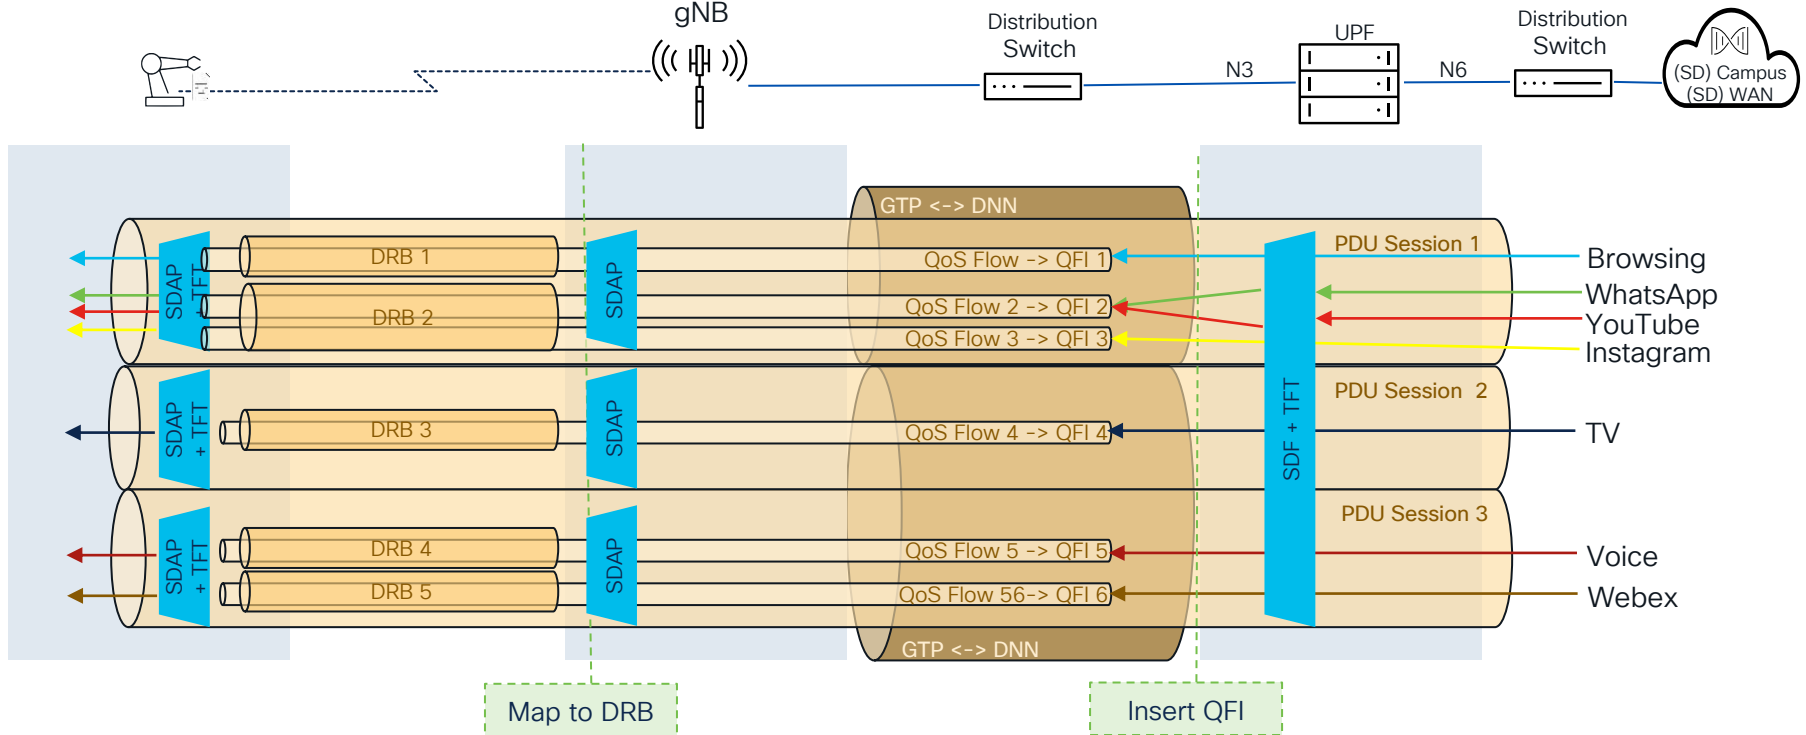 gNB
Distribution
Switch
UPF
Distribution
Switch
N3
N6
(SD) Campus
(SD) WAN
GTP <-> DNN
PDU Session 1
SDAP
+ TFT
DRB 1
SDAP
QoS Flow -> QFI 1
Browsing
DRB 2
QoS Flow 2 -> QFI 2
WhatsApp
YouTube
QoS Flow 3 -> QFI 3
Instagram
PDU Session 2
SDAP
+ TFT
DRB 3
SDAP
QoS Flow 4 -> QFI 4
SDF + TFT
TV
PDU Session 3
SDAP
+ TFT
DRB 4
SDAP
QoS Flow 5 -> QFI 5
Voice
DRB 5
QoS Flow 56-> QFI 6
Webex
GTP <-> DNN
Map to DRB
Insert QFI